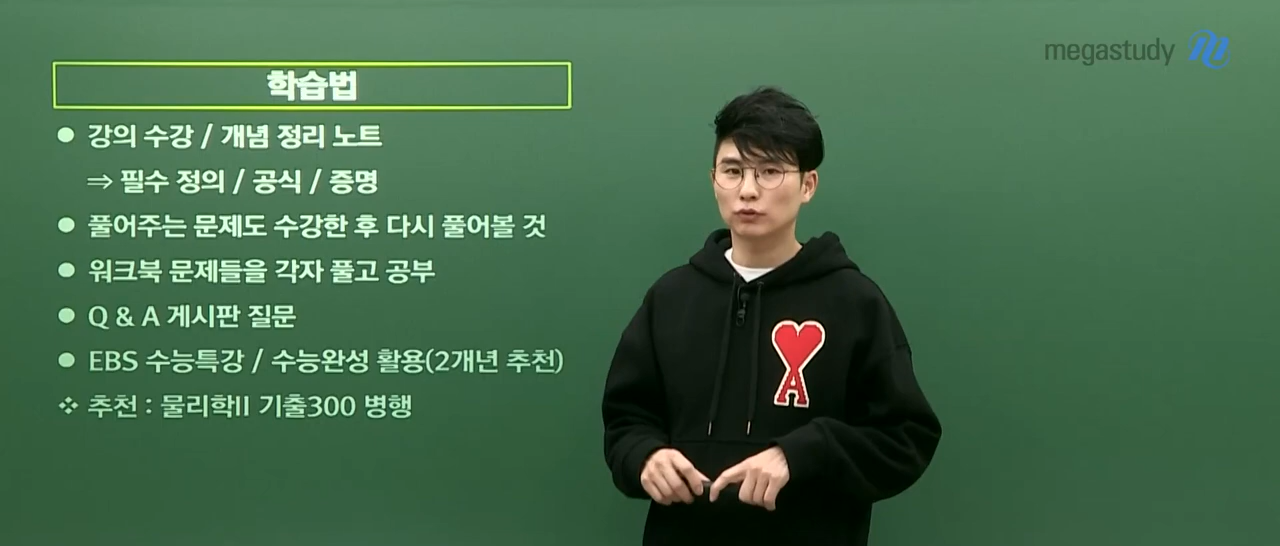 megastudy
학습법
● 강의 수강 / 개념 정리 노트
⇒ 필수 정의 / 공식 / 증명
● 풀어주는 문제도 수강한 후 다시 풀어볼 것
● 워크북 문제들을 각자 풀고 공부
● Q & A 게시판 질문
● EBS 수능특강 / 수능완성 활용(2개년 추천)
❖ 추천 : 물리학II 기출300 병행
A